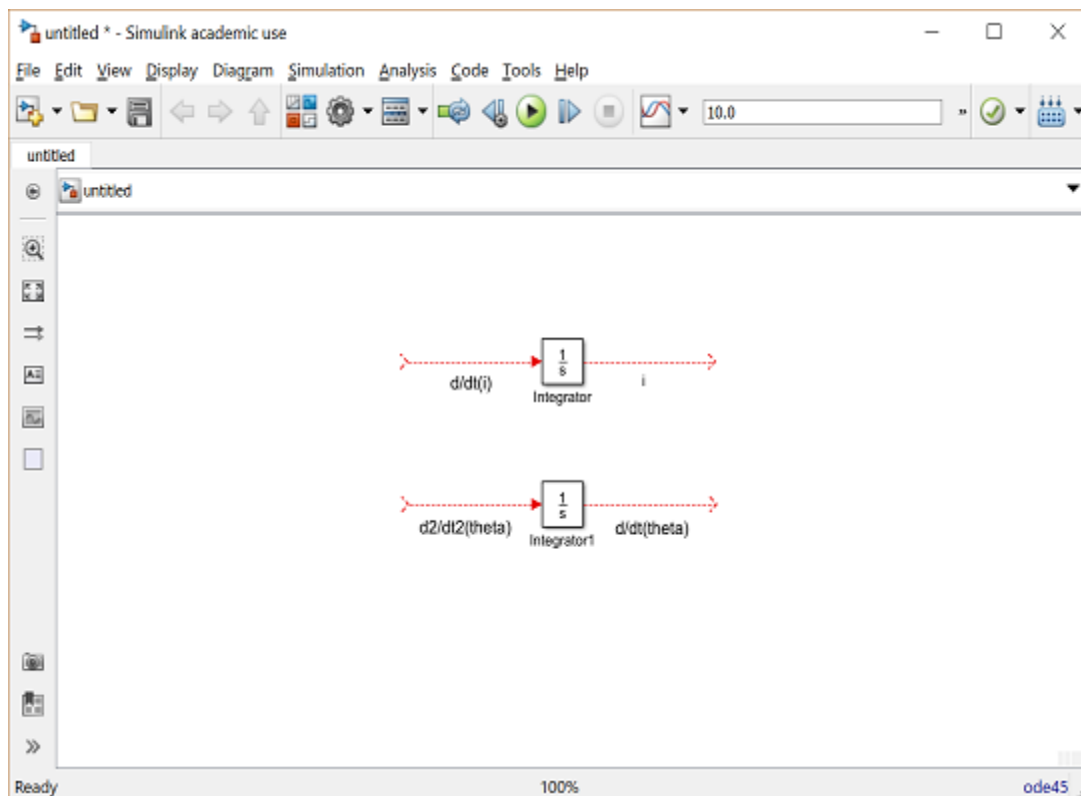 untitled * - Simulink academic use
File Edit View Display Diagram Simulation Analysis Code Tools Help
10.0 »
untitled
untitled
1
s
d/dt(i) i
Integrator
1
s
d2/dt2(theta) d/dt(theta)
Integrator1
Ready 100% ode45